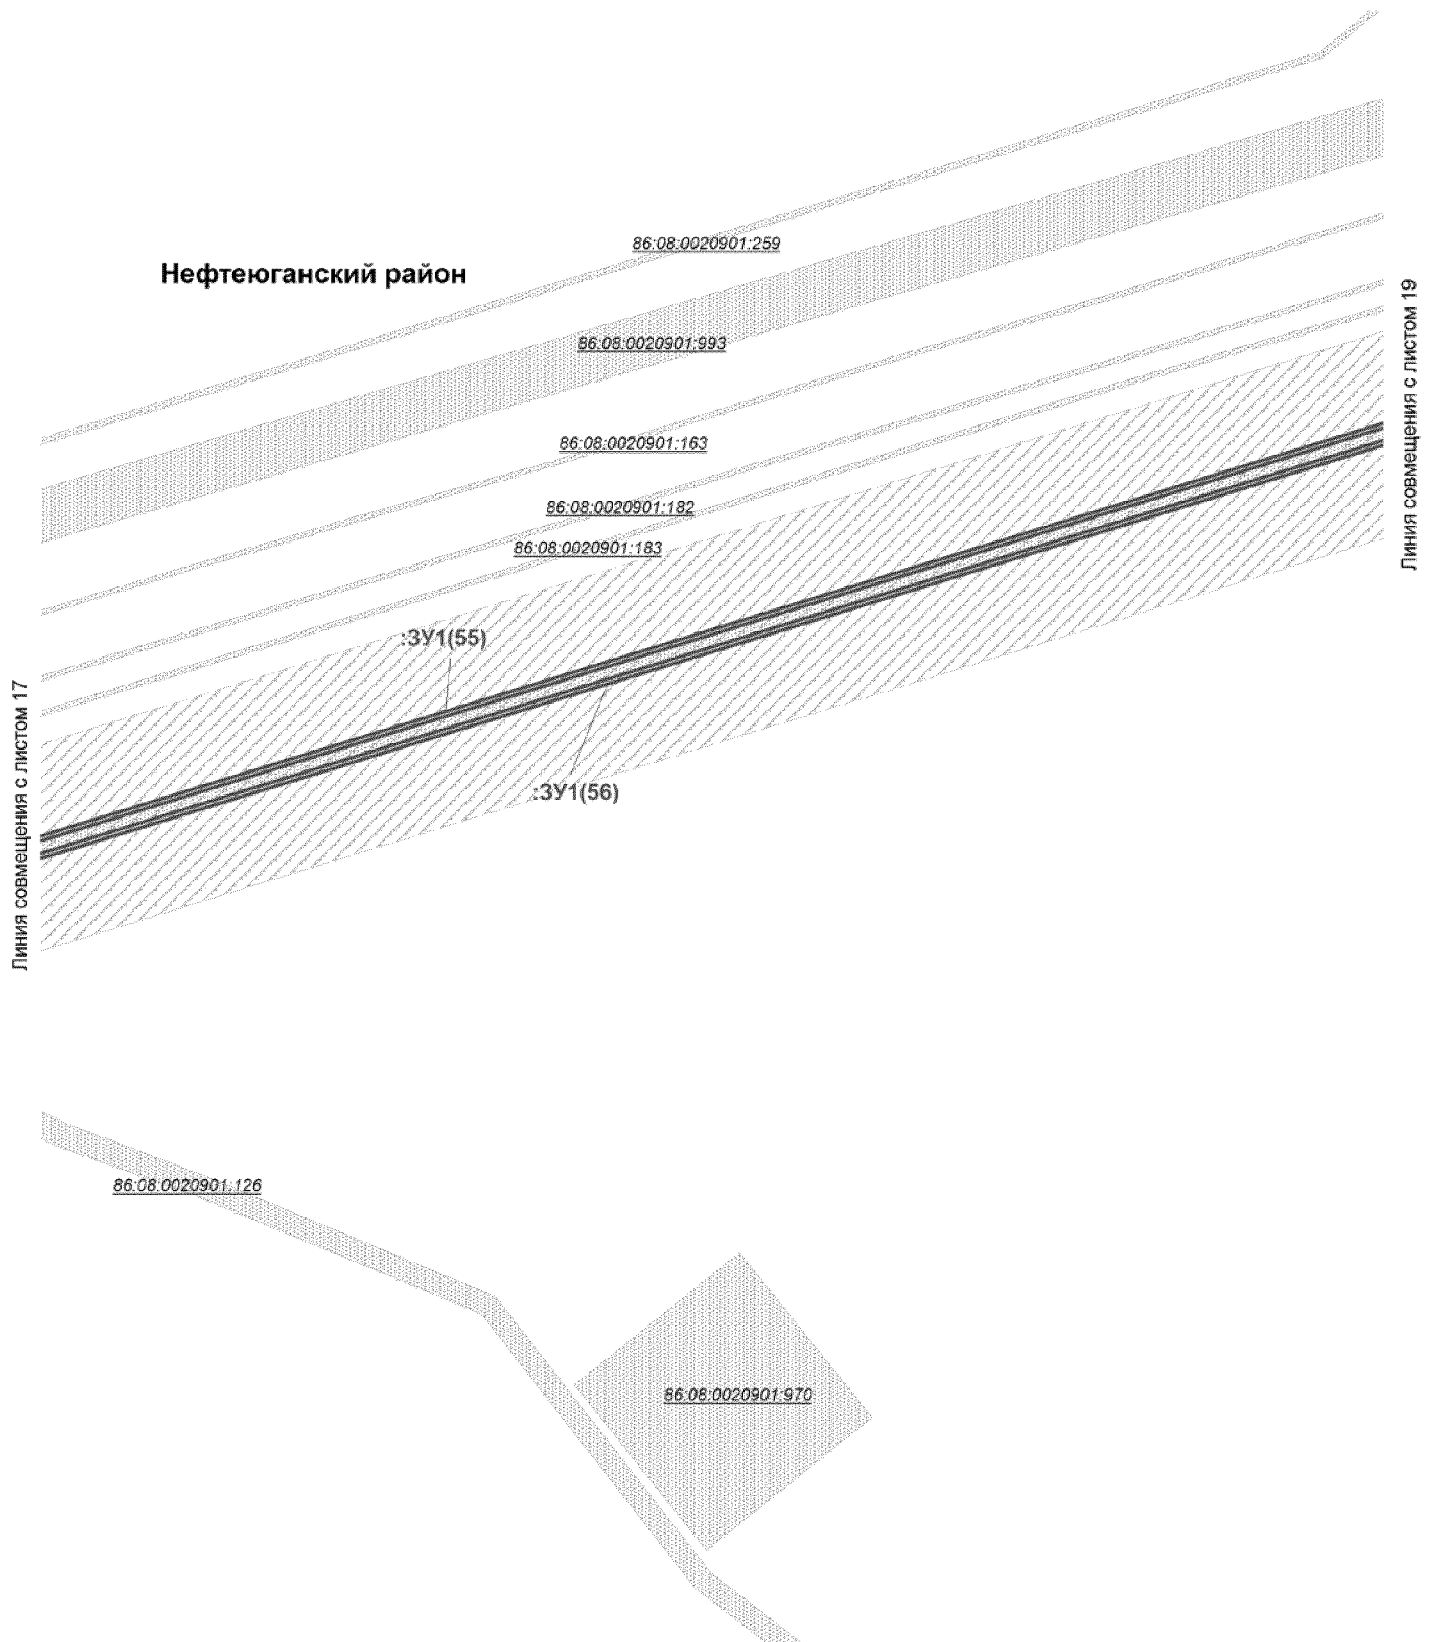 86:08:0020901:259
Нефтеюганский район
Линия совмещения с листом 19
86:08:0020901:993
86:08:0020901:163
86:08:0020901:182
86:08:0020901:183
:ЗУ1(55)
Линия совмещения с листом 17
:ЗУ1(56)
86:08:0020901:126
86:08:0020901:970